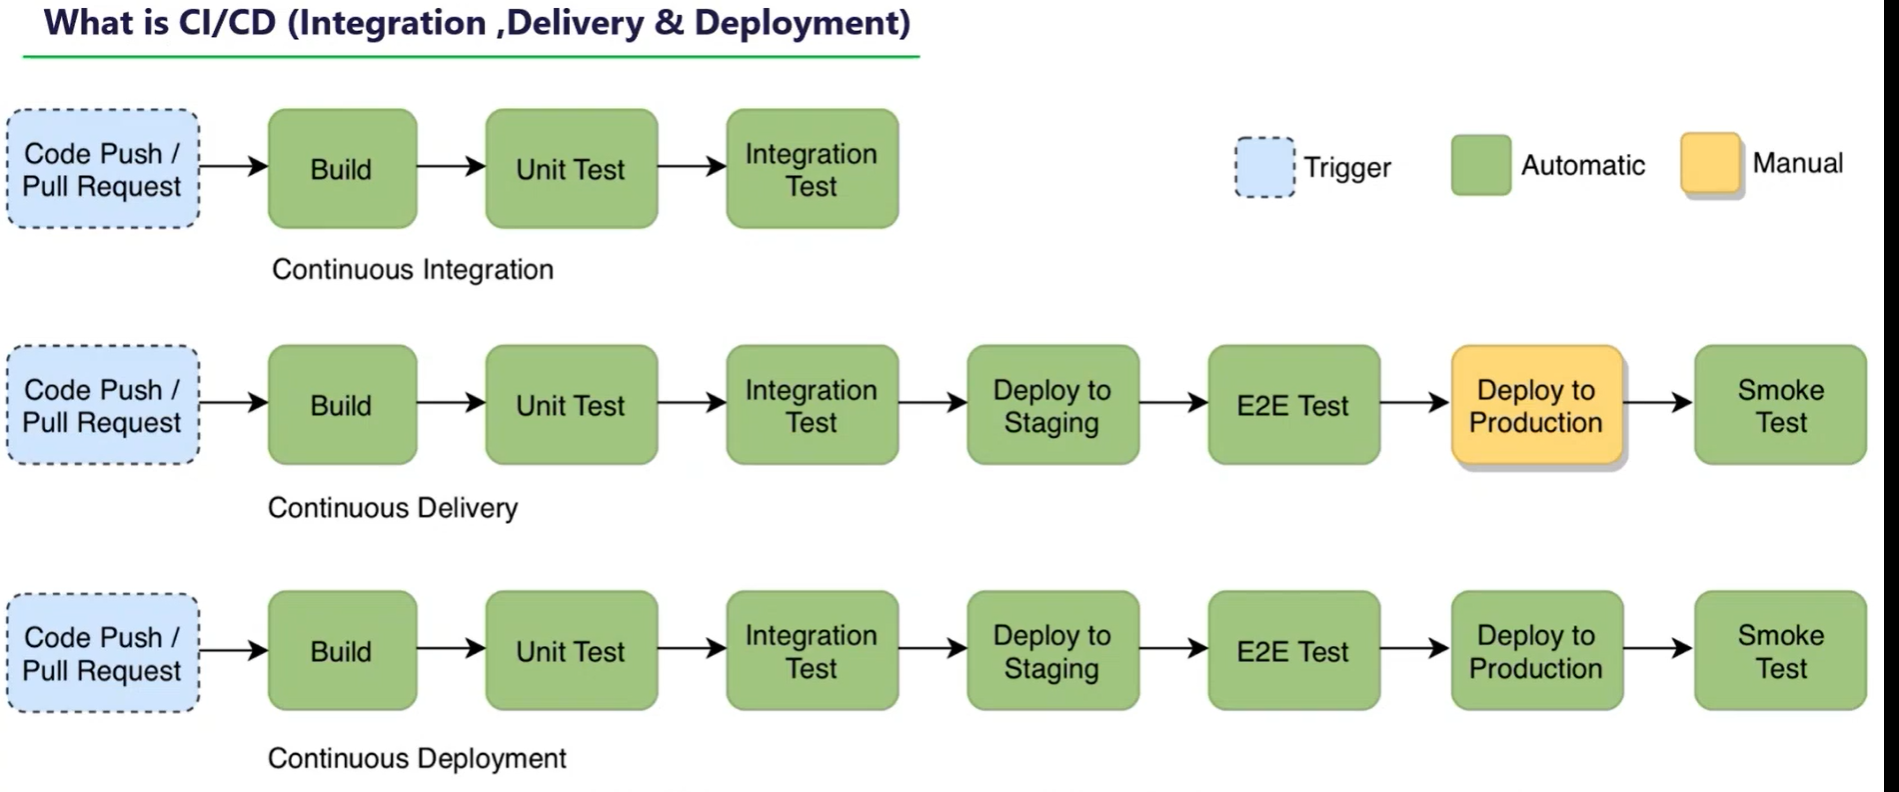 What is CI/CD (Integration ,Delivery & Deployment)
Code Push /
Pull Request
Build
Unit Test
Integration
Test
Trigger
Automatic
Manual
Continuous Integration
Code Push /
Pull Request
Build
Unit Test
Integration
Test
Deploy to
Staging
E2E Test
Deploy to
Production
Smoke
Test
Continuous Delivery
Code Push /
Pull Request
Build
Unit Test
Integration
Test
Deploy to
Staging
E2E Test
Deploy to
Production
Smoke
Test
Continuous Deployment